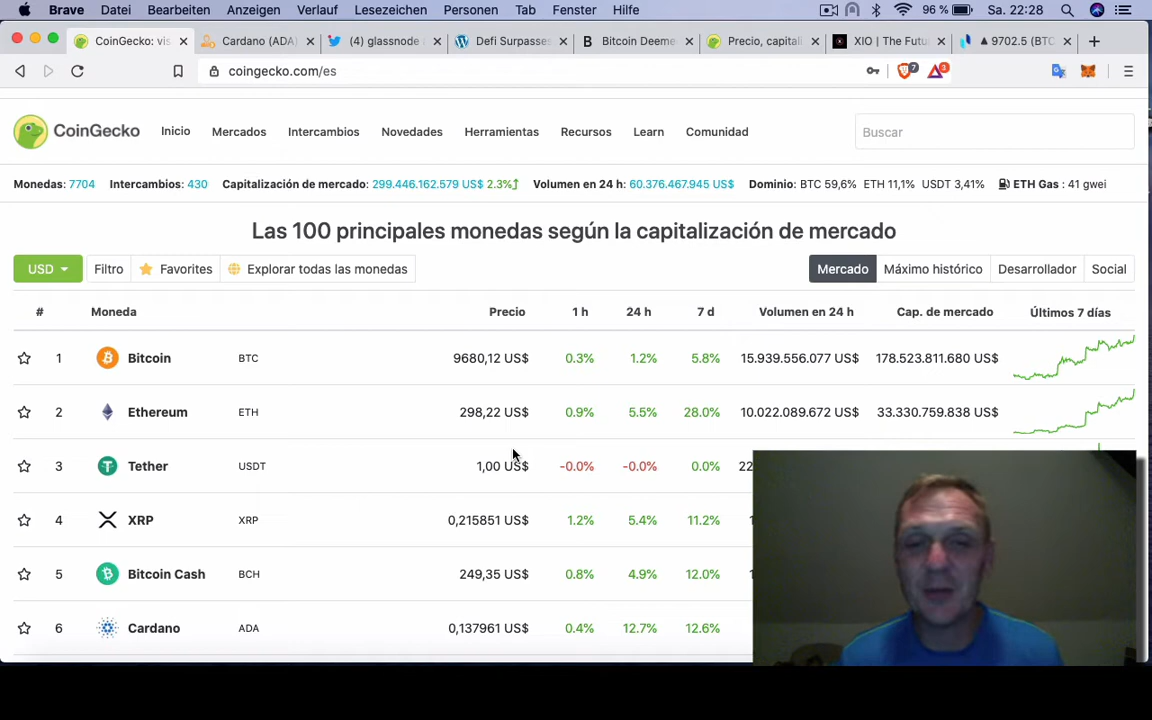 Brave Datei Bearbeiten Anzeigen Verlauf Lesezeichen Personen Tab Fenster Hilfe 96 % Sa. 22:28
CoinGecko: vis Cardano (ADA) (4) glassnode Defi Surpasses Bitcoin Deeme Precio, capital XIO | The Futu ▲ 9702.5 (BTC
coingecko.com/es 7 1
CoinGecko Inicio Mercados Intercambios Novedades Herramientas Recursos Learn Comunidad Buscar
Monedas: 7704 Intercambios: 430 Capitalización de mercado: 299.446.162.579 US$ 2.3% Volumen en 24 h: 60.376.467.945 US$ Dominio: BTC 59,6% ETH 11,1% USDT 3,41% ETH Gas : 41 gwei
Las 100 principales monedas según la capitalización de mercado
USD Filtro Favorites Explorar todas las monedas Mercado Máximo histórico Desarrollador Social
# Moneda Precio 1 h 24 h 7 d Volumen en 24 h Cap. de mercado Últimos 7 días
1 Bitcoin BTC 9680,12 US$ 0.3% 1.2% 5.8% 15.939.556.077 US$ 178.523.811.680 US$
2 Ethereum ETH 298,22 US$ 0.9% 5.5% 28.0% 10.022.089.672 US$ 33.330.759.838 US$
3 Tether USDT 1,00 US$ -0.0% -0.0% 0.0% 22
4 XRP XRP 0,215851 US$ 1.2% 5.4% 11.2% 1
5 Bitcoin Cash BCH 249,35 US$ 0.8% 4.9% 12.0% 1
6 Cardano ADA 0,137961 US$ 0.4% 12.7% 12.6%